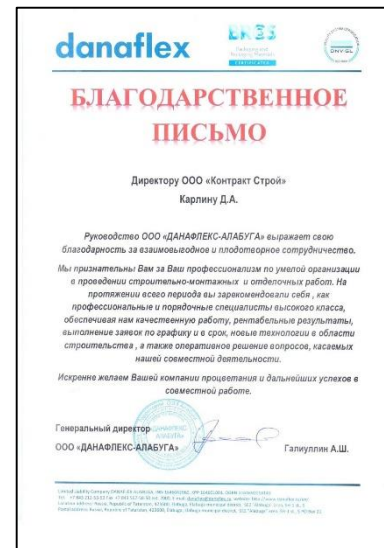 danaflex
BRGS
CERTIFICATED
DNV·GL
БЛАГОДАРСТВЕННОЕ
ПИСЬМО
Директору ООО «Контракт Строй»
Карлину Д.А.
Руководство ООО «ДАНАФЛЕКС-АЛАБУГА» выражает свою
благодарность за взаимовыгодное и плодотворное сотрудничество.
Мы признательны Вам за Ваш профессионализм по умелой организации
в проведении строительно-монтажных и отделочных работ. На
протяжении всего периода вы зарекомендовали себя , как
профессиональные и порядочные специалисты высокого класса,
обеспечивая нам качественную работу, рентабельные результаты,
выполнение заявок по графику и в срок, новые технологии в области
строительства , а также оперативное решение вопросов, касаемых
нашей совместной деятельности.
Искренне желаем Вашей компании процветания и дальнейших успехов в
совместной работе.
Генеральный директор
ООО «ДАНАФЛЕКС-АЛАБУГА»
Галиуллин А.Ш.